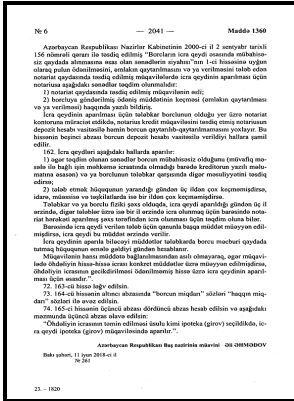 № 6 — 2041 — Maddə 1360
Azərbaycan Respublikası Nazirlər Kabinetinin 2000-ci il 2 sentyabr tarixli
156 nömrəli qərarı ilə təsdiq edilmiş "Borcların icra qeydi əsasında mübahisə-
siz qaydada alınmasına əsas olan sənədlərin siyahısı"nın 1-ci hissəsinə uyğun
olaraq pulun ödənilməsini, əmlakın qaytarılmasını və ya verilməsini tələb edən
notariat qaydasında təsdiq edilmiş müqavilələrdə icra qeydinin aparılması üçün
notariusa aşağıdakı sənədlər təqdim olunmalıdır:
1) notariat qaydasında təsdiq edilmiş müqavilənin əsli;
2) borcluya göndərilmiş ödəniş müddətinin keçməsi (əmlakın qaytarılması
və ya verilməsi) haqqında yazılı bildiriş.
İcra qeydinin aparılması üçün tələbkar borclunun olduğu yer üzrə notariat
kontoruna müraciət etdikdə, notarius kredit müqaviləsini təsdiq etmiş notariusun
depozit hesabı vasitəsilə həmin borcun qaytarılıb-qaytarılmamasını yoxlayır. Bu
hissənin beşinci abzası borcun depozit hesabı vasitəsilə verildiyi hallara şamil
edilir.
162. İcra qeydləri aşağıdakı hallarda aparılır:
1) əgər təqdim olunan sənədlər borcun mübahisəsiz olduğunu (müvafiq mə-
sələ ilə bağlı işin məhkəmə icraatında olmadığı barədə kreditorun yazılı məlu-
matına əsasən) və ya borclunun tələbkar qarşısında digər məsuliyyətini təsdiq
edirsə;
2) tələb etmək hüququnun yarandığı gündən üç ildən çox keçməmişdirsə,
idarə, müəssisə və təşkilatlarda isə bir ildən çox keçməmişdirsə.
Tələbkar və ya borclu fiziki şəxs olduqda, icra qeydi aparıldığı gündən üç il
ərzində, digər tələblər üzrə isə bir il ərzində icra olunmaq üçün barəsində nota-
riat hərəkəti aparılmış şəxs tərəfindən icra olunması üçün təqdim oluna bilər.
Barəsində icra qeydi verilən tələb üçün qanunla başqa müddət müəyyən edil-
mişdirsə, icra qeydi bu müddət ərzində verilir.
İcra qeydinin aparıla biləcəyi müddətlər tələbkarda borcu məcburi qaydada
tutmaq hüququnun əmələ gəldiyi gündən hesablanır.
Müqavilənin hansı müddətə bağlanılmasından asılı olmayaraq, əgər müqavi-
lədə öhdəliyin hissə-hissə icrası konkret müddətlər üzrə müəyyən edilmişdirsə,
öhdəliyin icrasının gecikdirilməsi ödənilməmiş hissə üzrə icra qeydinin aparıl-
ması üçün əsasdır.".
72. 163-cü hissə ləğv edilsin.
73. 164-cü hissənin altıncı abzasında "borcun miqdarı" sözləri "haqqın miq-
darı" sözləri ilə əvəz edilsin.
74. 165-ci hissənin üçüncü abzası dördüncü abzas hesab edilsin və aşağıdakı
məzmunda üçüncü abzas əlavə edilsin:
"Öhdəliyin icrasının təmin edilməsi üsulu kimi ipoteka (girov) seçildikdə, ic-
ra qeydi ipoteka (girov) müqaviləsində aparılır.".
Azərbaycan Respublikası Baş nazirinin müavini Əli ƏHMƏDOV
Bakı şəhəri, 11 iyun 2018-ci il
№ 261
23. – 1820